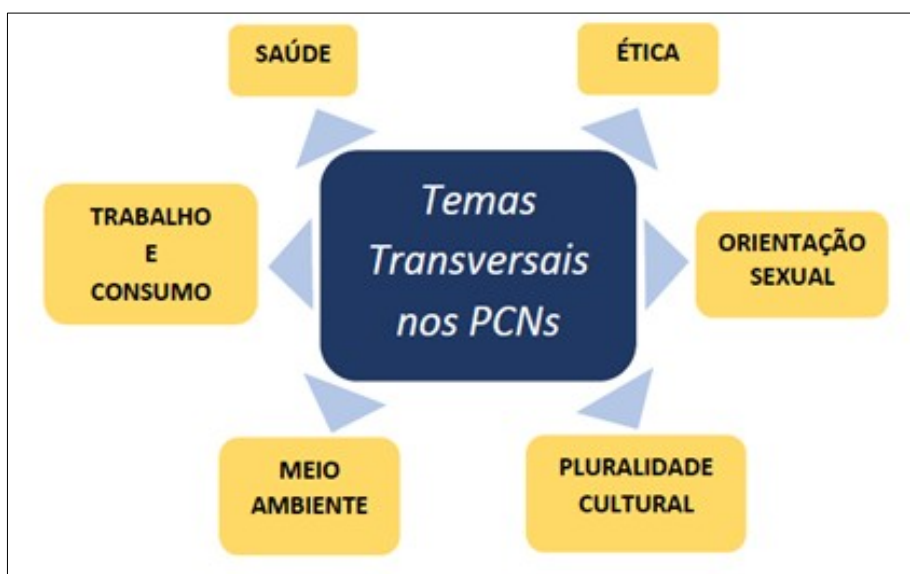 SAÚDE
ÉTICA
Temas
Transversais
nos PCNs
TRABALHO
E
CONSUMO
ORIENTAÇÃO
SEXUAL
MEIO
AMBIENTE
PLURALIDADE
CULTURAL